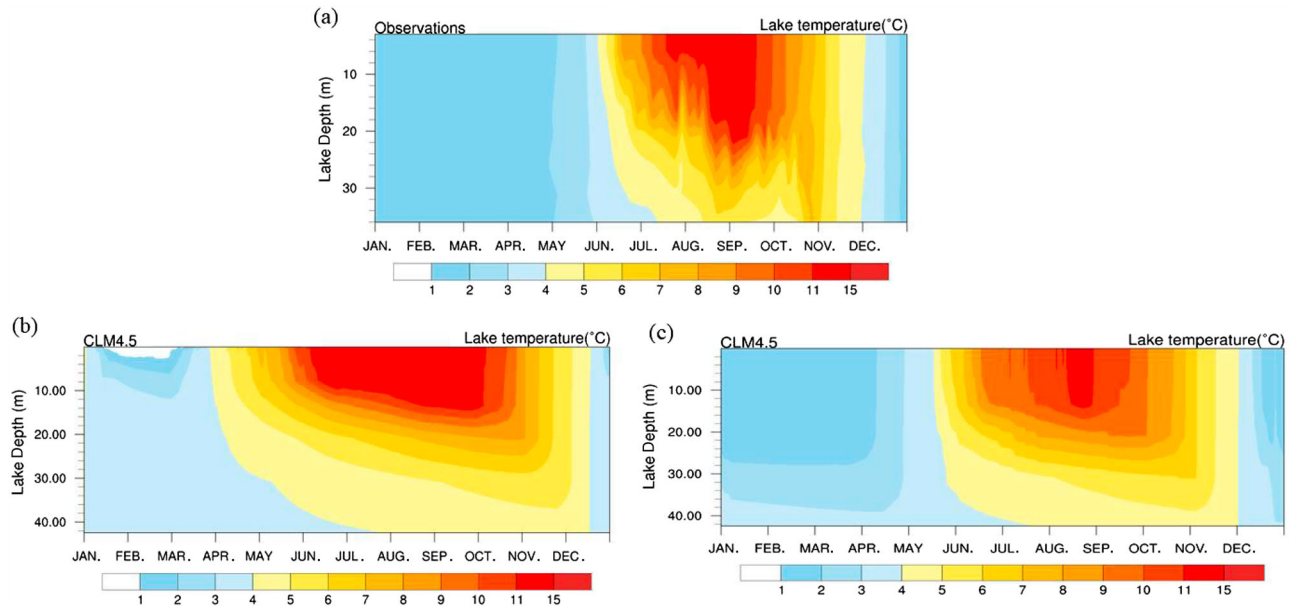 (a)
Observations Lake temperature(°C)
Lake Depth (m)
10
20
30
JAN. FEB. MAR. APR. MAY JUN. JUL. AUG. SEP. OCT. NOV. DEC.
1 2 3 4 5 6 7 8 9 10 11 15
(b)
CLM4.5 Lake temperature(°C)
Lake Depth (m)
10.00
20.00
30.00
40.00
JAN. FEB. MAR. APR. MAY JUN. JUL. AUG. SEP. OCT. NOV. DEC.
1 2 3 4 5 6 7 8 9 10 11 15
(c)
CLM4.5 Lake temperature(°C)
Lake Depth (m)
10.00
20.00
30.00
40.00
JAN. FEB. MAR. APR. MAY JUN. JUL. AUG. SEP. OCT. NOV. DEC.
1 2 3 4 5 6 7 8 9 10 11 15